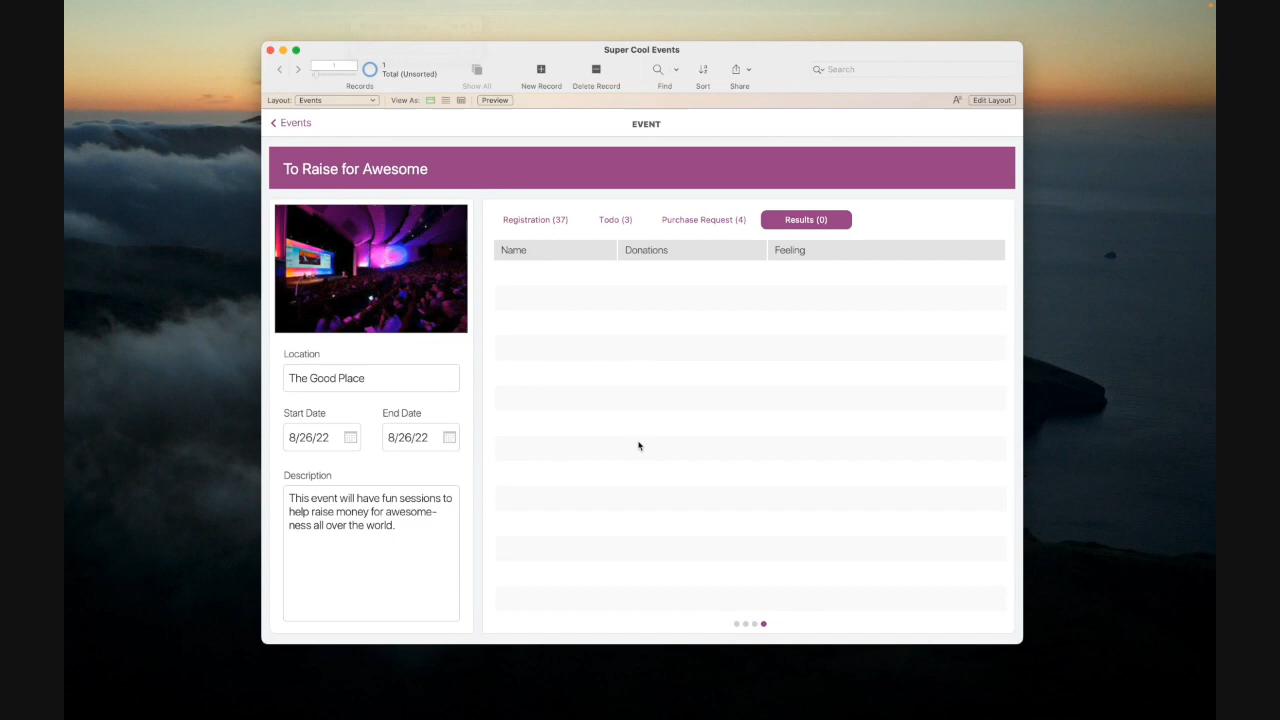 Super Cool Events
1
1
Total (Unsorted)
Records
Show All
New Record
Delete Record
Find
Sort
Share
Search
Layout:
Events
View As:
Preview
Edit Layout
Events
EVENT
To Raise for Awesome
Registration (37)
Todo (3)
Purchase Request (4)
Results (0)
Name
Donations
Feeling
Location
The Good Place
Start Date
End Date
8/26/22
8/26/22
Description
This event will have fun sessions to
help raise money for awesome-
ness all over the world.